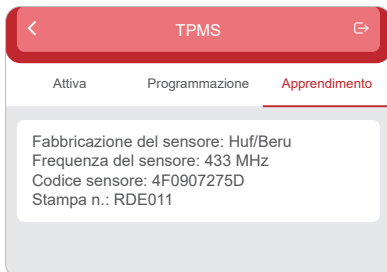 TPMS
Attiva Programmazione Apprendimento
Fabbricazione del sensore: Huf/Beru
Frequenza del sensore: 433 MHz
Codice sensore: 4F0907275D
Stampa n.: RDE011